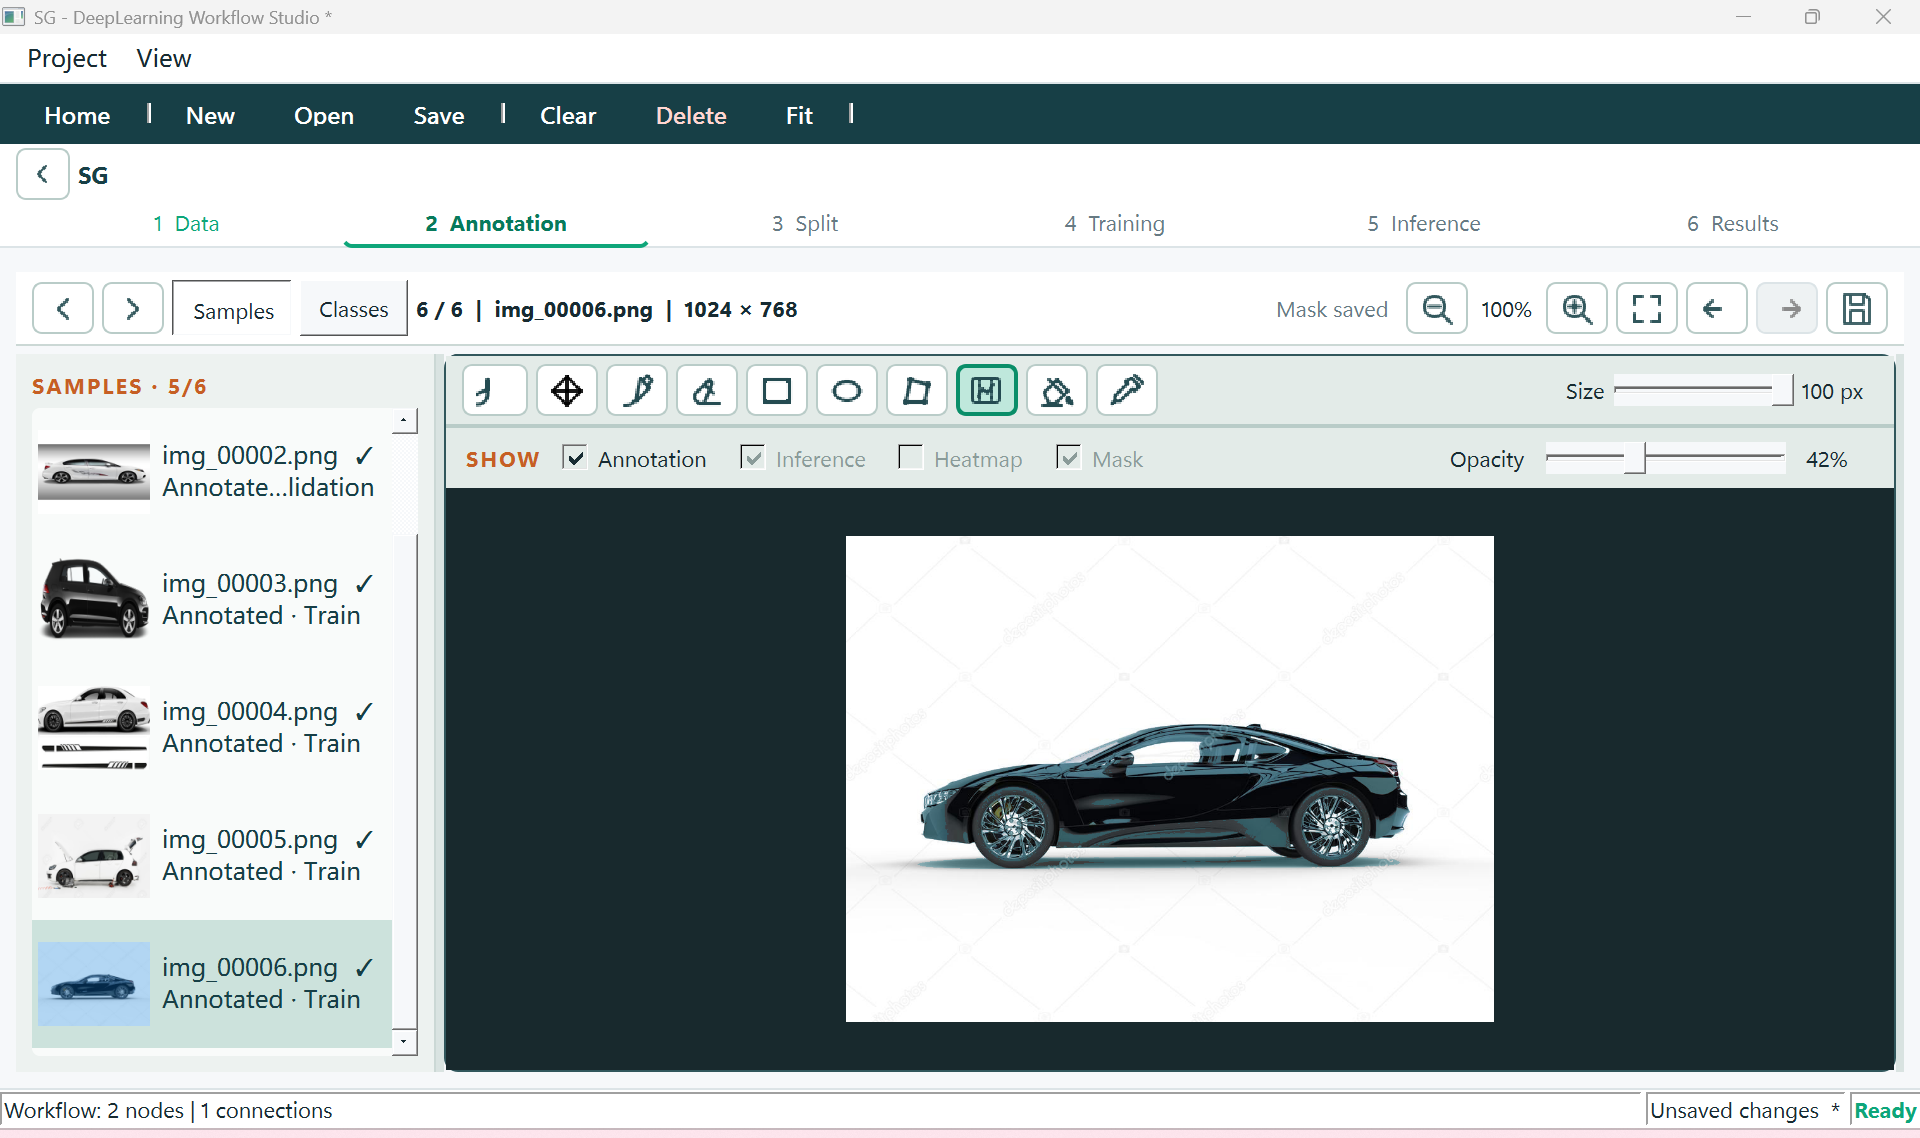 SG - DeepLearning Workflow Studio *
Project View
Home | New Open Save | Clear Delete Fit |
SG
1 Data 2 Annotation 3 Split 4 Training 5 Inference 6 Results
Samples Classes 6 / 6 | img_00006.png | 1024 × 768 Mask saved 100%
SAMPLES · 5/6
Size 100 px
SHOW Annotation Inference Heatmap Mask Opacity 42%
img_00002.png ✓
Annotate...lidation
img_00003.png ✓
Annotated · Train
img_00004.png ✓
Annotated · Train
img_00005.png ✓
Annotated · Train
img_00006.png ✓
Annotated · Train
depositphotos
depositphotos
depositphotos
depositphotos
Workflow: 2 nodes | 1 connections Unsaved changes * Ready